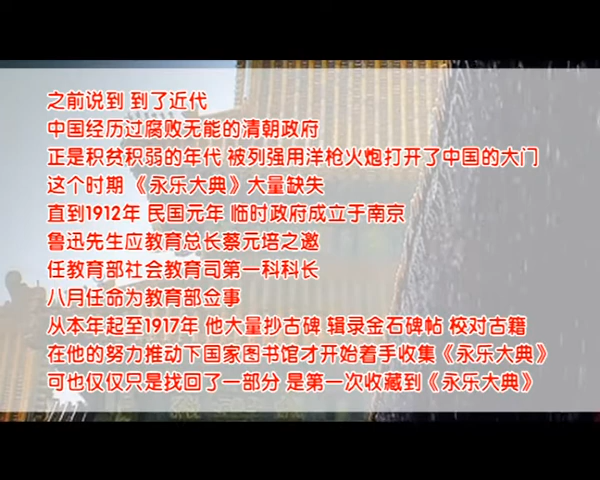 之前说到 到了近代
中国经历过腐败无能的清朝政府
正是积贫积弱的年代 被列强用洋枪火炮打开了中国的大门
这个时期 《永乐大典》大量缺失
直到1912年 民国元年 临时政府成立于南京
鲁迅先生应教育总长蔡元培之邀
任教育部社会教育司第一科科长
八月任命为教育部佥事
从本年起至1917年 他大量抄古碑 辑录金石碑帖 校对古籍
在他的努力推动下国家图书馆才开始着手收集《永乐大典》
可也仅仅只是找回了一部分 是第一次收藏到《永乐大典》